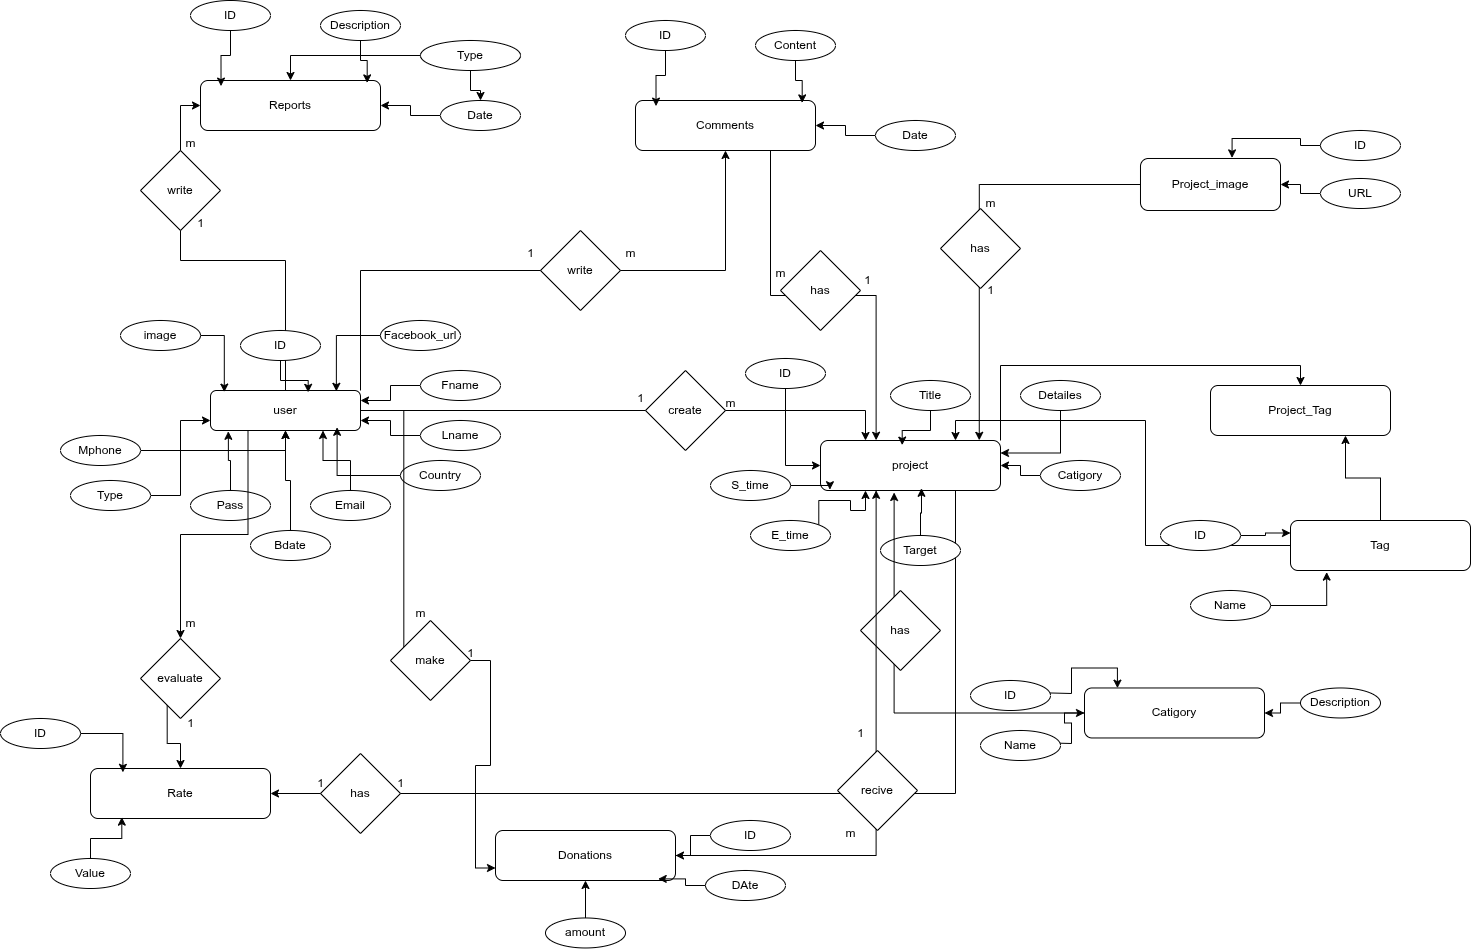 ID
Description
Type
Reports
Date
m
write
1
ID
Content
Comments
Date
ID
Project_image
URL
m
has
1
1
write
m
m
has
1
image
ID
Facebook_url
Fname
user
Lname
Mphone
Type
Pass
Email
Country
Bdate
1
create
m
ID
Title
Detailes
project
Catigory
S_time
E_time
Target
Project_Tag
ID
Tag
Name
has
ID
Catigory
Description
Name
m
evaluate
1
m
make
1
ID
Rate
Value
1
has
1
1
recive
m
Donations
ID
DAte
amount